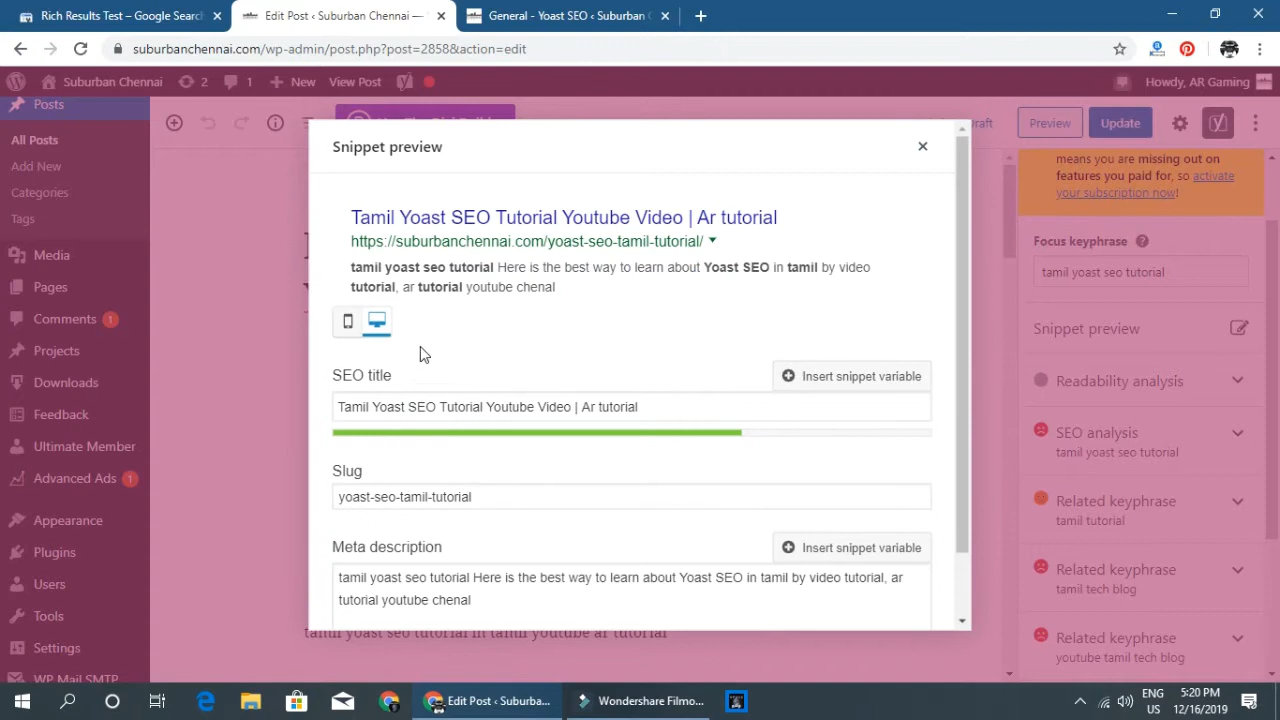 Rich Results Test – Google Search
Edit Post ‹ Suburban Chennai —
General - Yoast SEO ‹ Suburban C
suburbanchennai.com/wp-admin/post.php?post=2858&action=edit
Suburban Chennai
2
1
New
View Post
Howdy, AR Gaming
Posts
All Posts
Add New
Categories
Tags
Media
Pages
Comments 1
Projects
Downloads
Feedback
Ultimate Member
Advanced Ads 1
Appearance
Plugins
Users
Tools
Settings
WP Mail SMTP
Preview
Update
Snippet preview
Tamil Yoast SEO Tutorial Youtube Video | Ar tutorial
https://suburbanchennai.com/yoast-seo-tamil-tutorial/
tamil yoast seo tutorial Here is the best way to learn about Yoast SEO in tamil by video
tutorial, ar tutorial youtube chenal
SEO title
Insert snippet variable
Tamil Yoast SEO Tutorial Youtube Video | Ar tutorial
Slug
yoast-seo-tamil-tutorial
Meta description
Insert snippet variable
tamil yoast seo tutorial Here is the best way to learn about Yoast SEO in tamil by video tutorial, ar
tutorial youtube chenal
tamil yoast seo tutorial in tamil youtube ar tutorial
means you are missing out on
features you paid for, so activate
your subscription now!
Focus keyphrase
tamil yoast seo tutorial
Snippet preview
Readability analysis
SEO analysis
tamil yoast seo tutorial
Related keyphrase
tamil tutorial
Related keyphrase
tamil tech blog
Related keyphrase
youtube tamil tech blog
Edit Post ‹ Suburba...
Wondershare Filmo...
ENG
US
5:20 PM
12/16/2019